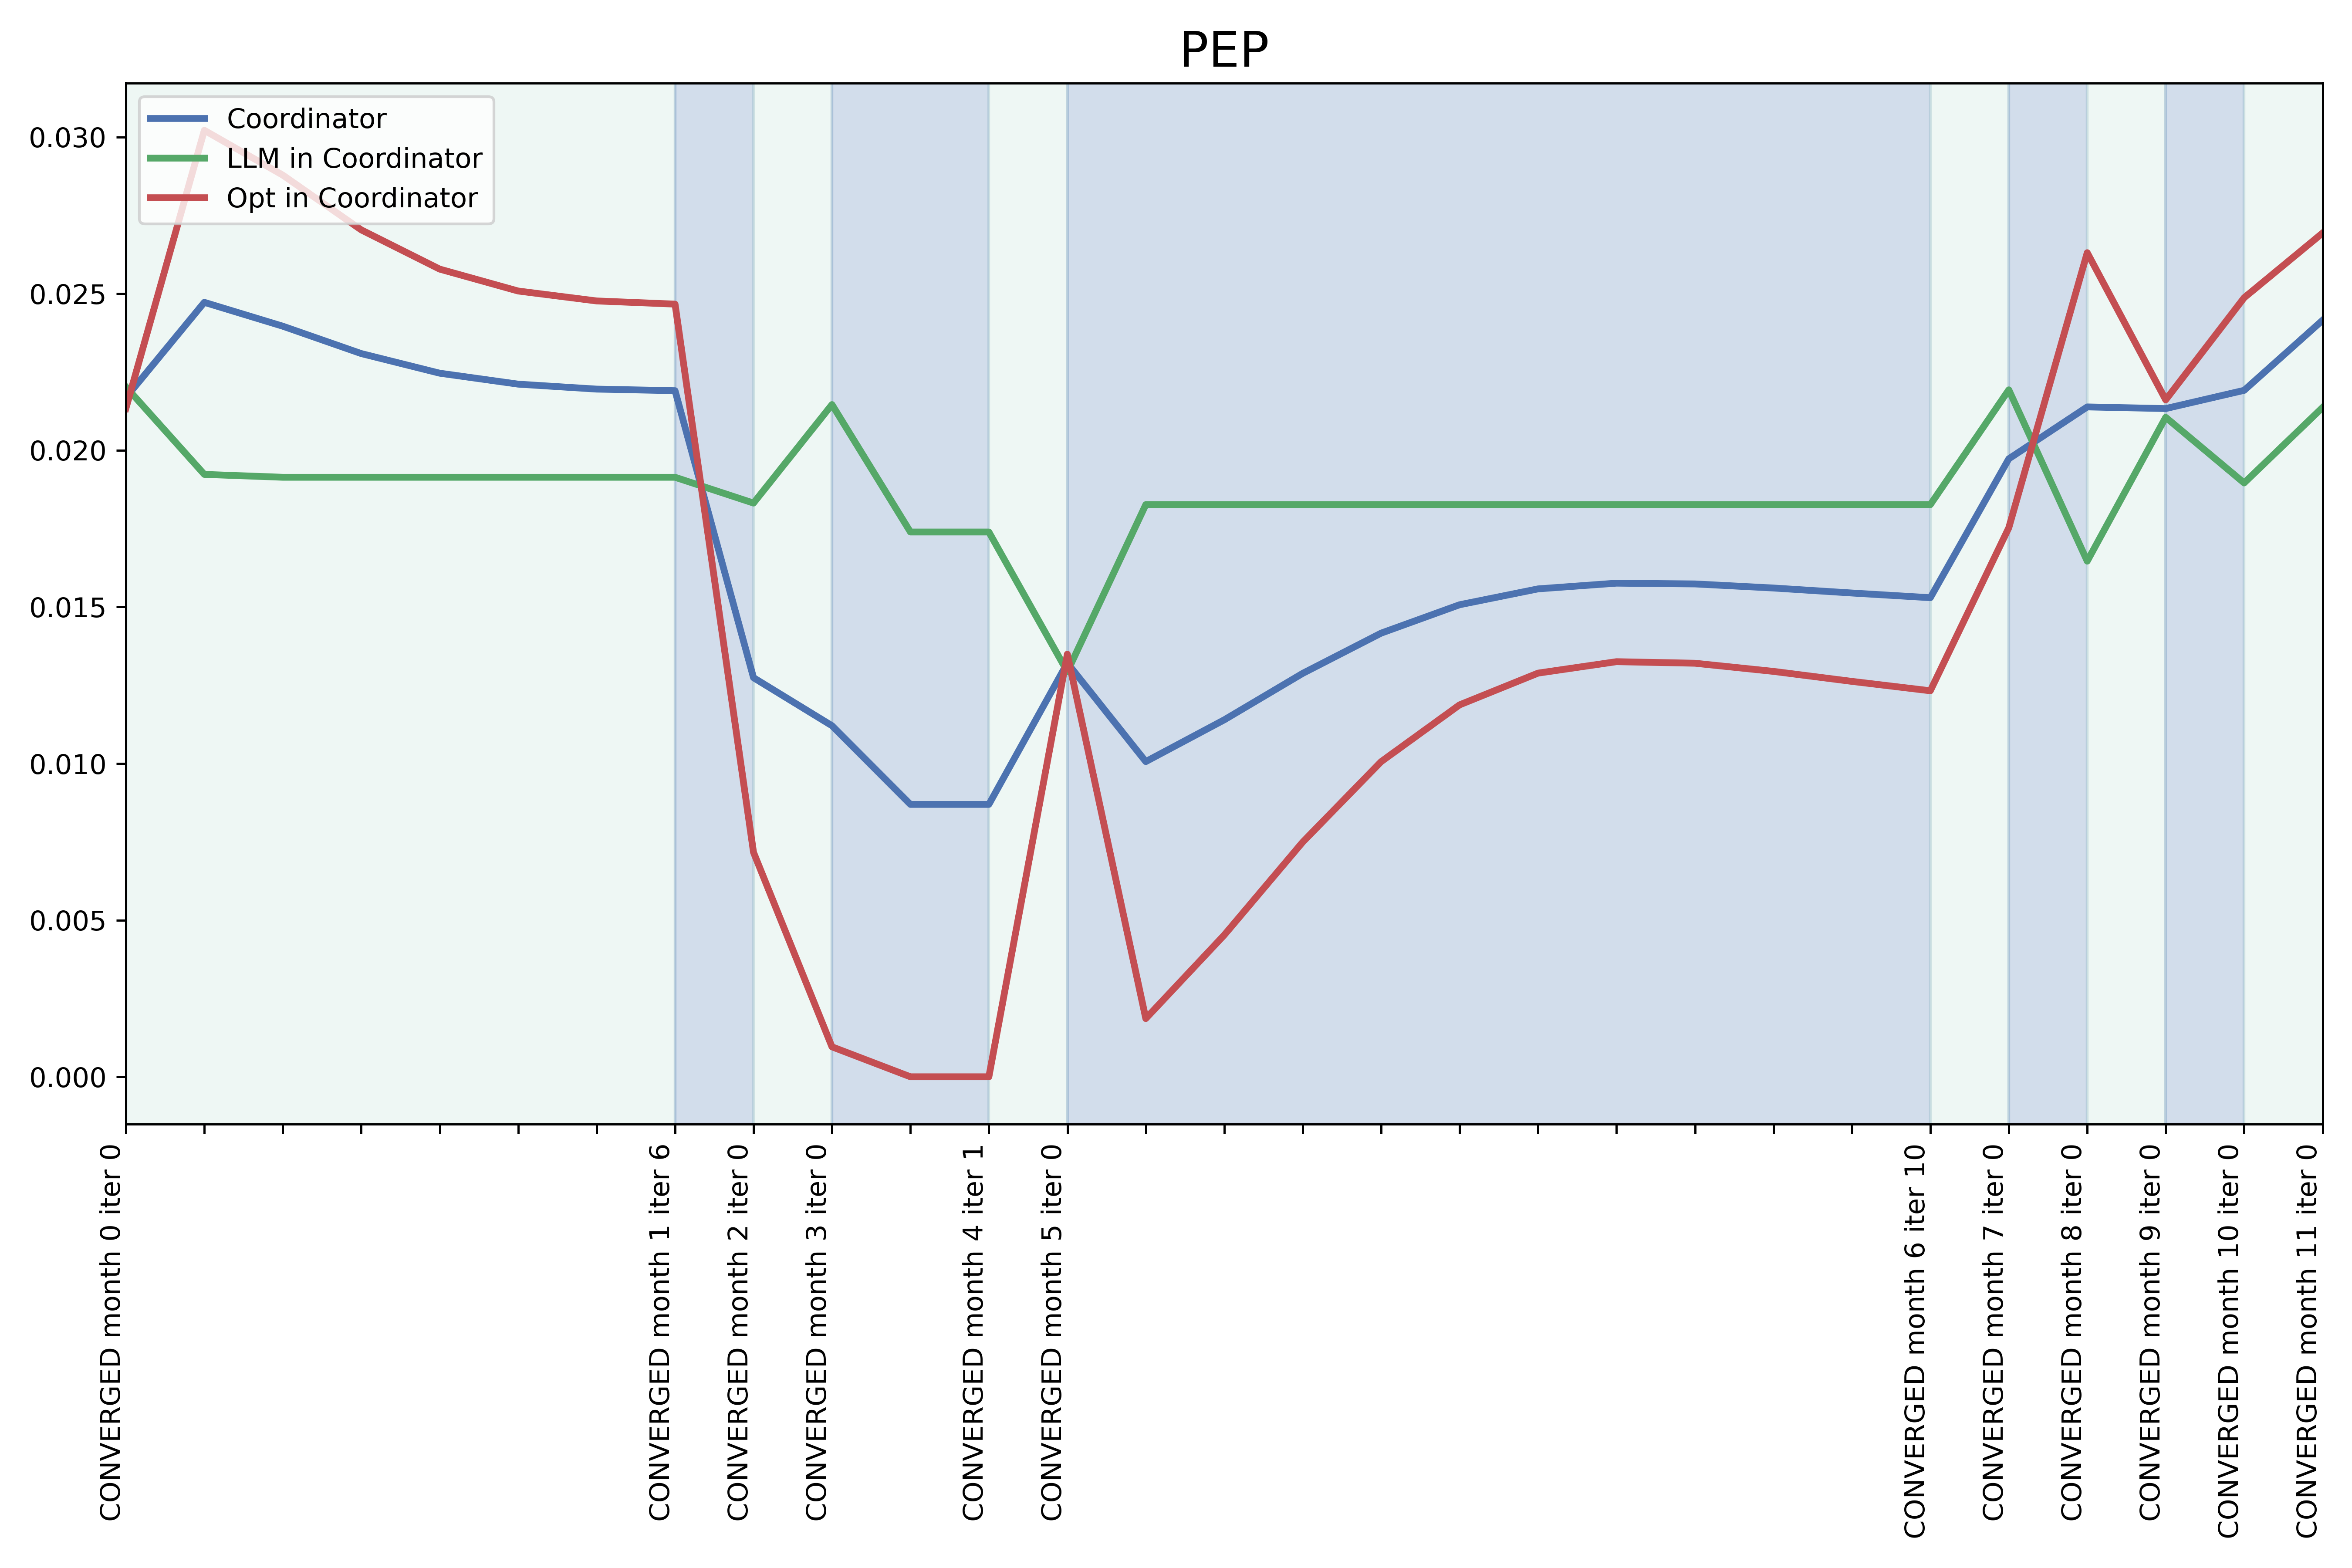 PEP
Coordinator
LLM in Coordinator
Opt in Coordinator
0.030
0.025
0.020
0.015
0.010
0.005
0.000
CONVERGED month 0 iter 0
CONVERGED month 1 iter 6
CONVERGED month 2 iter 0
CONVERGED month 3 iter 0
CONVERGED month 4 iter 1
CONVERGED month 5 iter 0
CONVERGED month 6 iter 10
CONVERGED month 7 iter 0
CONVERGED month 8 iter 0
CONVERGED month 9 iter 0
CONVERGED month 10 iter 0
CONVERGED month 11 iter 0